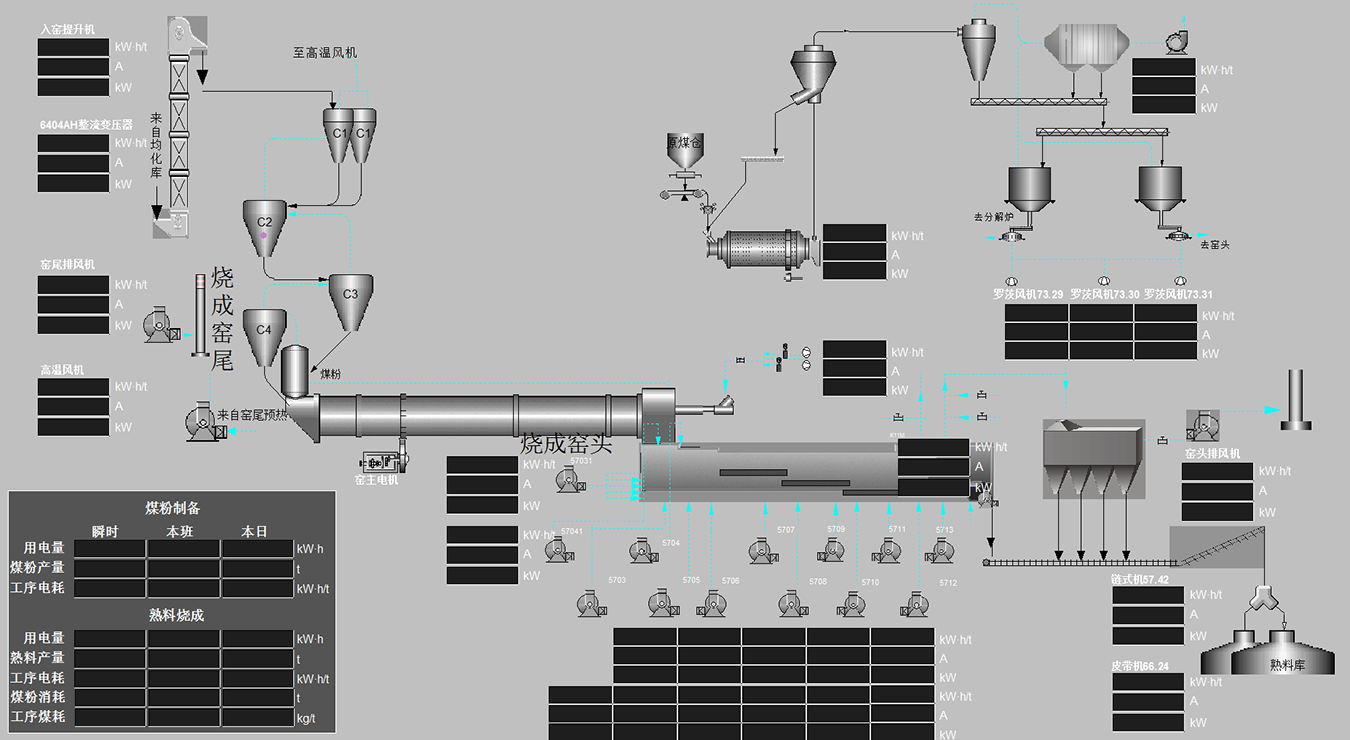 入窑提升机
kW·h/t
A
kW
6404AH整流变压器
kW·h/t
A
kW
来自均化库
至高温风机
C1
C1
C2
C3
C4
煤粉
窑尾排风机
kW·h/t
A
kW
烧成窑尾
高温风机
kW·h/t
A
kW
来自窑尾预热
窑主电机
原煤仓
kW·h/t
A
kW
kW·h/t
A
kW
去分解炉
去窑头
罗茨风机73.29
罗茨风机73.30
罗茨风机73.31
kW·h/t
A
kW
kW·h/t
A
kW
烧成窑头
kW·h/t
A
kW
kW·h/t
A
kW
kW·h/t
A
kW
57031
57041
5704
5707
5709
5711
5713
5703
5705
5706
5708
5710
5712
kW·h/t
A
kW
kW·h/t
A
kW
窑头排风机
kW·h/t
A
kW
链式机57.42
kW·h/t
A
kW
皮带机66.24
kW·h/t
A
kW
熟料库
煤粉制备
瞬时 本班 本日
用电量 kW·h
煤粉产量 t
工序电耗 kW·h/t
熟料烧成
用电量 kW·h
熟料产量 t
工序电耗 kW·h/t
煤粉消耗 t
工序煤耗 kg/t